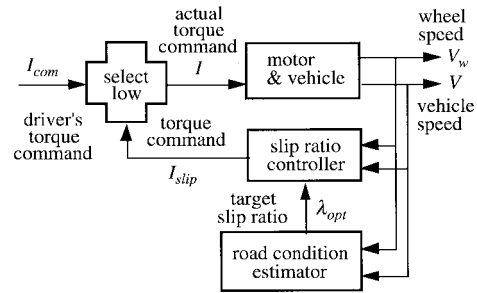 actual
torque
command
wheel
speed
I_com
select
low
I
motor
& vehicle
V_w
V
driver's
torque
command
torque
command
I_slip
slip ratio
controller
vehicle
speed
target
slip ratio
λ_opt
road condition
estimator